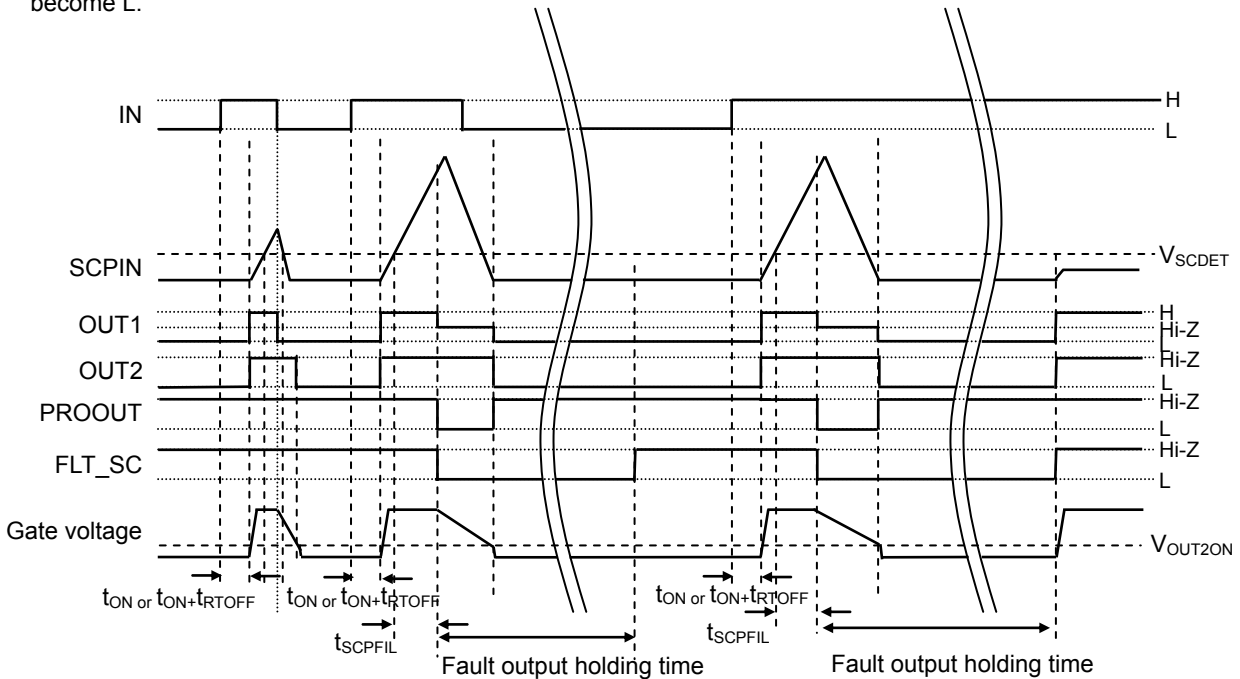 become L.
IN
H
L
SCPIN
VSCDET
OUT1
H
Hi-Z
L
OUT2
Hi-Z
L
PROOUT
Hi-Z
L
FLT_SC
Hi-Z
L
Gate voltage
VOUT2ON
tON or tON+tRTOFF
tON or tON+tRTOFF
tON or tON+tRTOFF
tSCPFIL
tSCPFIL
Fault output holding time
Fault output holding time